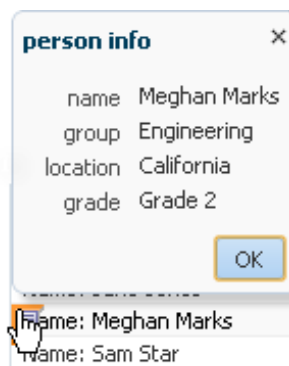 person info
name Meghan Marks
group Engineering
location California
grade Grade 2
OK
Name: Meghan Marks
Name: Sam Star